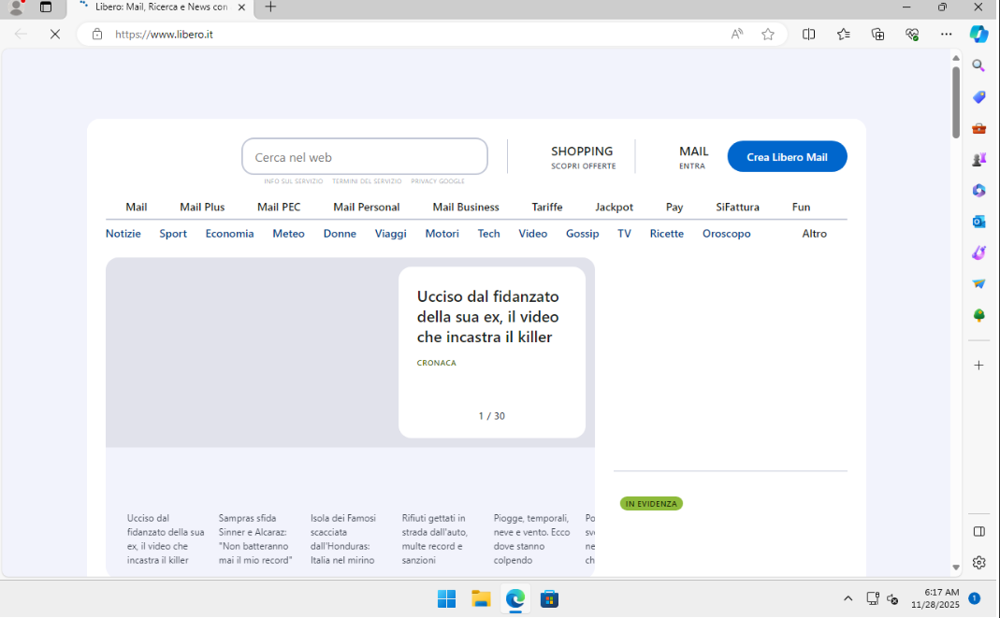 Libero: Mail, Ricerca e News con
https://www.libero.it
Cerca nel web
INFO SUL SERVIZIO TERMINI DEL SERVIZIO PRIVACY GOOGLE
SHOPPING
SCOPRI OFFERTE
MAIL
ENTRA
Crea Libero Mail
Mail Mail Plus Mail PEC Mail Personal Mail Business Tariffe Jackpot Pay SiFattura Fun
Notizie Sport Economia Meteo Donne Viaggi Motori Tech Video Gossip TV Ricette Oroscopo Altro
Ucciso dal fidanzato
della sua ex, il video
che incastra il killer
CRONACA
1 / 30
IN EVIDENZA
Ucciso dal
fidanzato della sua
ex, il video che
incastra il killer
Sampras sfida
Sinner e Alcaraz:
"Non batteranno
mai il mio record"
Isola dei Famosi
scacciata
dall'Honduras:
Italia nel mirino
Rifiuti gettati in
strada dall'auto,
multe record e
sanzioni
Piogge, temporali,
neve e vento. Ecco
dove stanno
colpendo
Po
sv
ne
ch
6:17 AM
11/28/2025
1